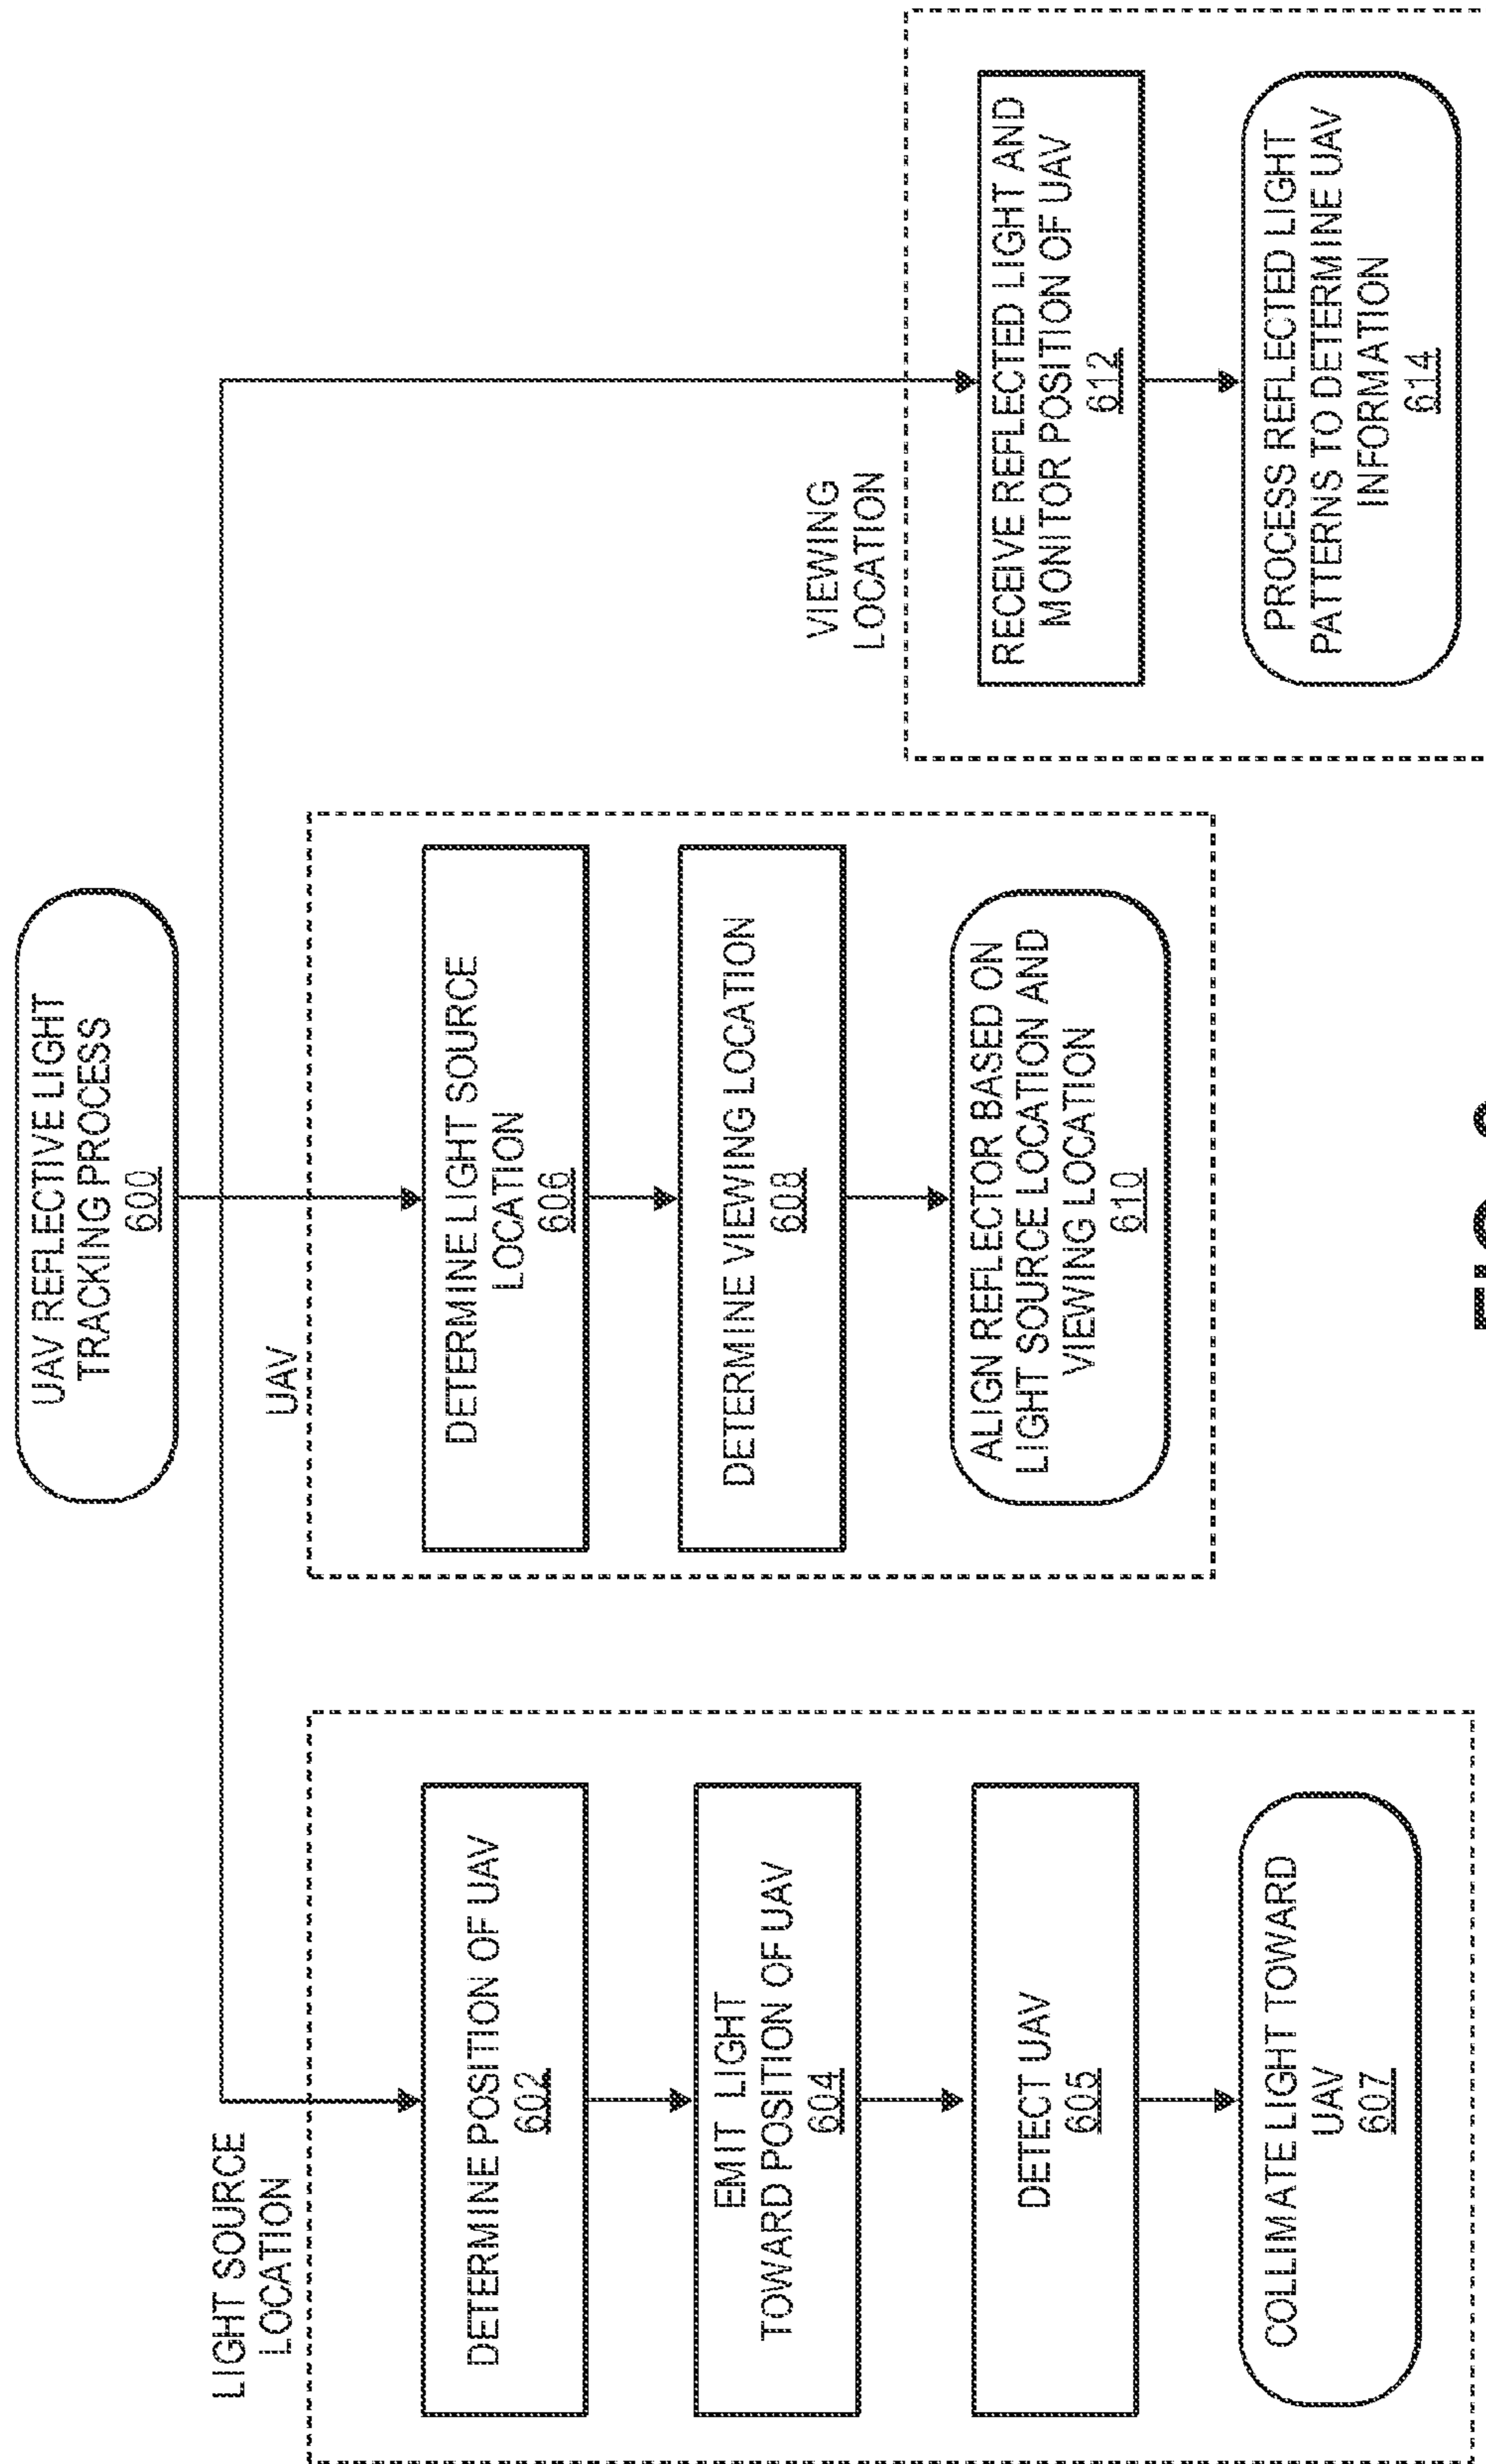 UAV REFLECTIVE LIGHT
TRACKING PROCESS
600
LIGHT SOURCE
LOCATION
DETERMINE POSITION OF UAV
602
EMIT LIGHT
TOWARD POSITION OF UAV
604
DETECT UAV
605
COLLIMATE LIGHT TOWARD
UAV
607
UAV
DETERMINE LIGHT SOURCE
LOCATION
606
DETERMINE VIEWING LOCATION
608
ALIGN REFLECTOR BASED ON
LIGHT SOURCE LOCATION AND
VIEWING LOCATION
610
VIEWING
LOCATION
RECEIVE REFLECTED LIGHT AND
MONITOR POSITION OF UAV
612
PROCESS REFLECTED LIGHT
PATTERNS TO DETERMINE UAV
INFORMATION
614